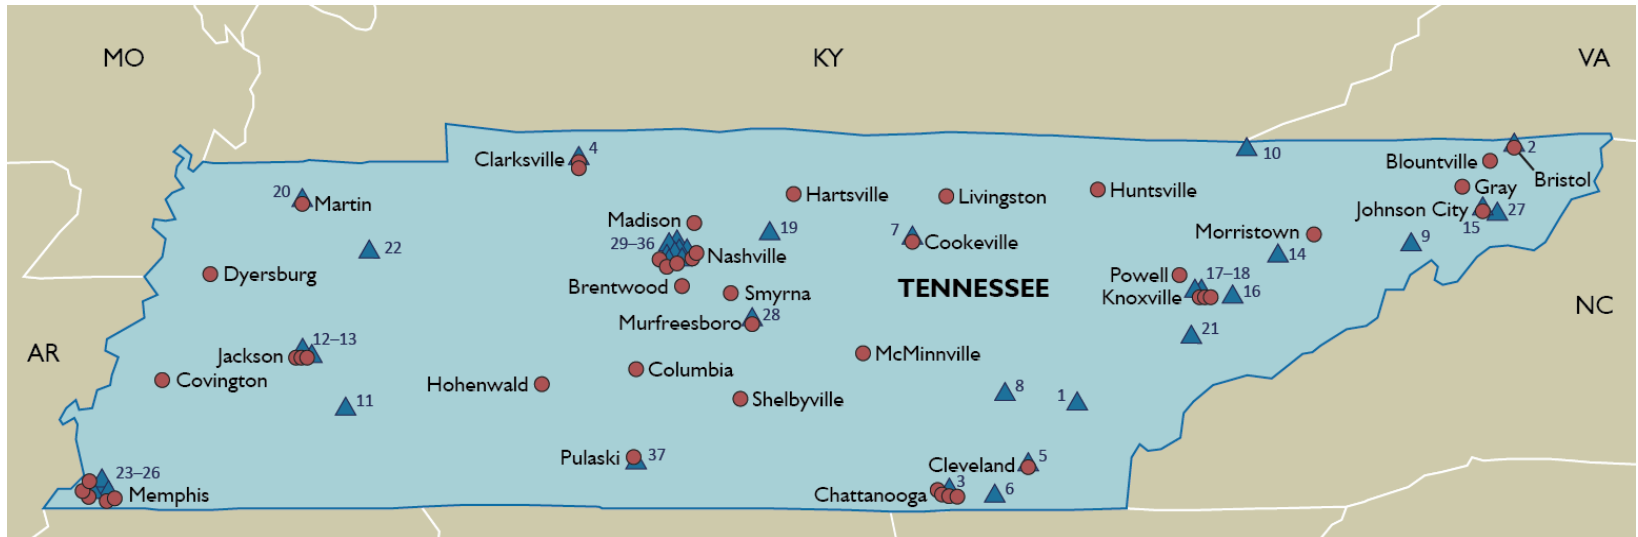 MO
KY
VA
4
Clarksville
10
2
Blountville
Bristol
20
Martin
Hartsville
Livingston
Huntsville
Gray
Johnson City
27
15
Madison
19
7
Cookeville
Morristown
9
22
29–36
Nashville
14
Dyersburg
Brentwood
TENNESSEE
Powell
17–18
Knoxville
16
Smyrna
NC
Murfreesboro
28
21
AR
12–13
Jackson
McMinnville
Covington
Hohenwald
Columbia
11
Shelbyville
8
1
Pulaski
37
Cleveland
5
23–26
Memphis
Chattanooga
3
6